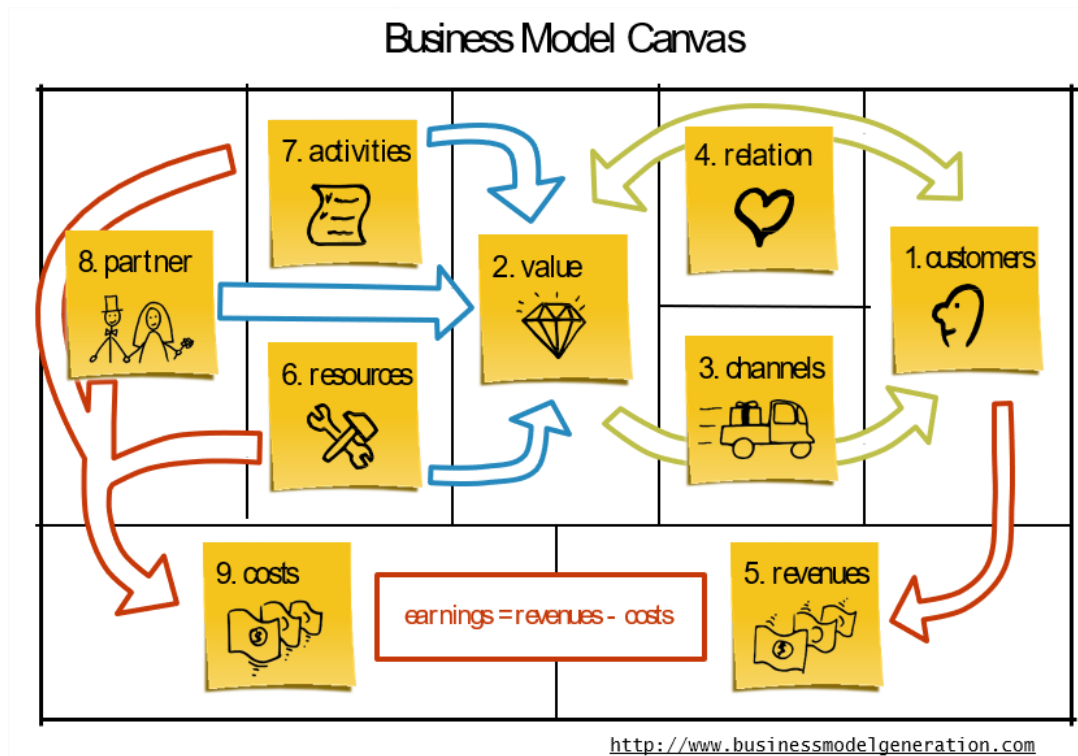 Business Model Canvas
7. activities
4. relation
8. partner
2. value
1. customers
6. resources
3. channels
9. costs
5. revenues
earnings = revenues - costs
$
$
http://www.businessmodelgeneration.com